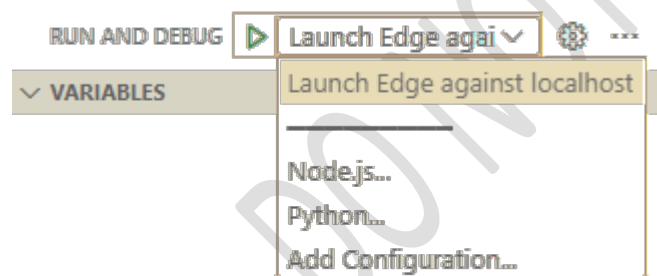 RUN AND DEBUG Launch Edge agai
VARIABLES
Launch Edge against localhost
Node.js...
Python...
Add Configuration...